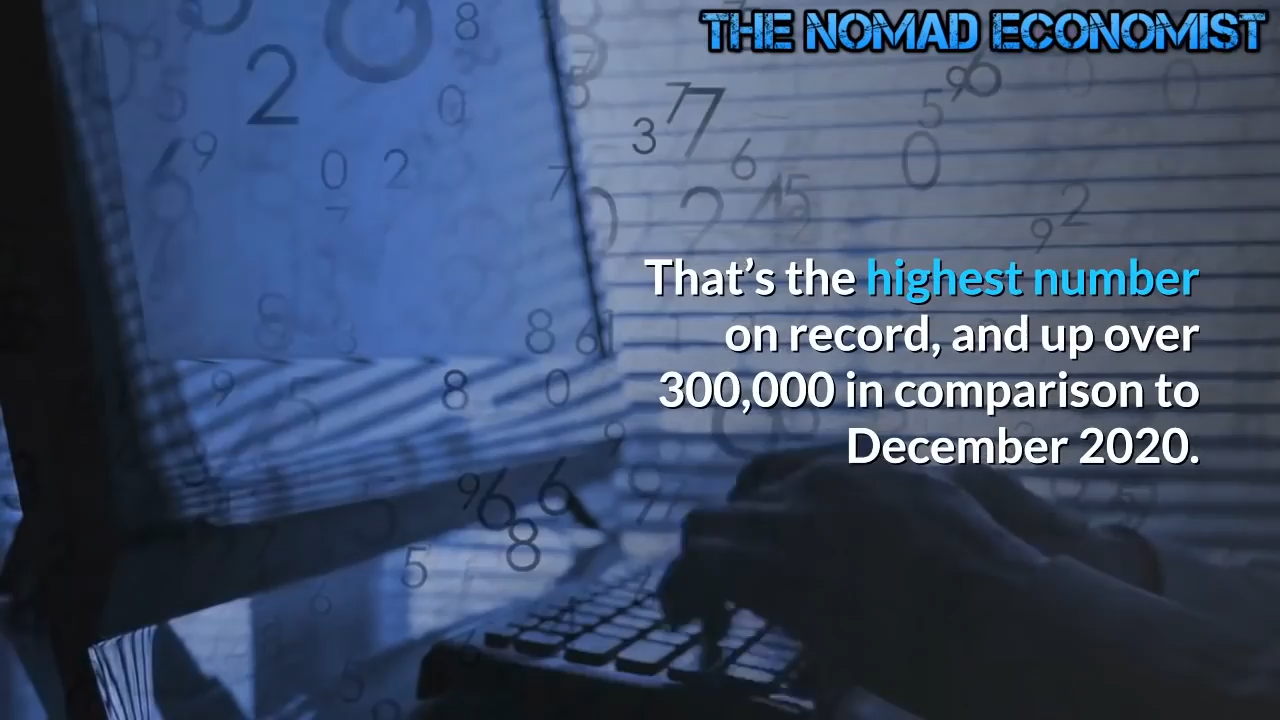 THE NOMAD ECONOMIST
That’s the highest number
on record, and up over
300,000 in comparison to
December 2020.